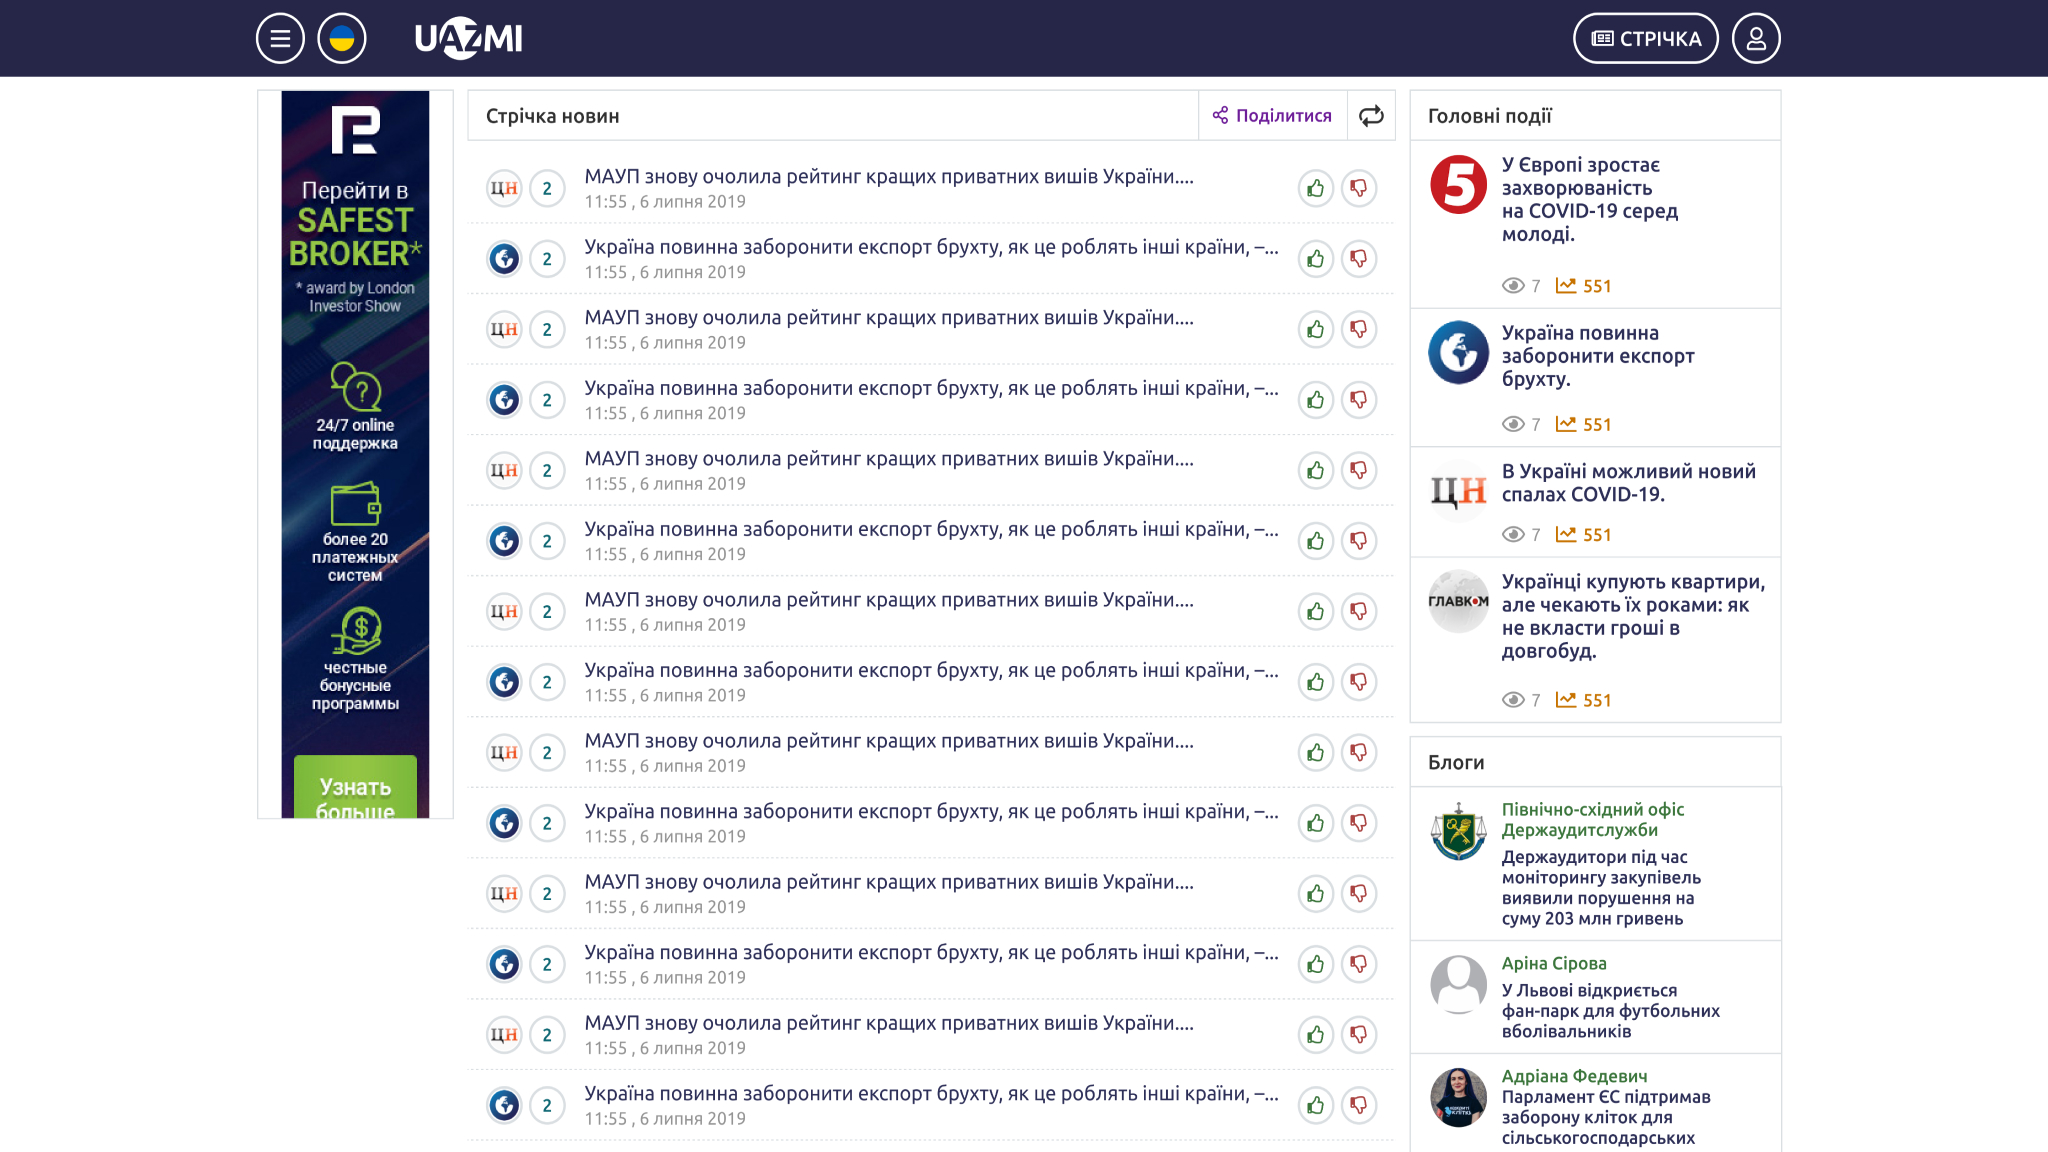 UAZMI
СТРІЧКА
Перейти в
SAFEST
BROKER*
* award by London
Investor Show
24/7 online
поддержка
более 20
платежных
систем
честные
бонусные
программы
Узнать
больше
Стрічка новин
Поділитися
ЦН 2 МАУП знову очолила рейтинг кращих приватних вишів України....
11:55 , 6 липня 2019
2 Україна повинна заборонити експорт брухту, як це роблять інші країни, –...
11:55 , 6 липня 2019
ЦН 2 МАУП знову очолила рейтинг кращих приватних вишів України....
11:55 , 6 липня 2019
2 Україна повинна заборонити експорт брухту, як це роблять інші країни, –...
11:55 , 6 липня 2019
ЦН 2 МАУП знову очолила рейтинг кращих приватних вишів України....
11:55 , 6 липня 2019
2 Україна повинна заборонити експорт брухту, як це роблять інші країни, –...
11:55 , 6 липня 2019
ЦН 2 МАУП знову очолила рейтинг кращих приватних вишів України....
11:55 , 6 липня 2019
2 Україна повинна заборонити експорт брухту, як це роблять інші країни, –...
11:55 , 6 липня 2019
ЦН 2 МАУП знову очолила рейтинг кращих приватних вишів України....
11:55 , 6 липня 2019
2 Україна повинна заборонити експорт брухту, як це роблять інші країни, –...
11:55 , 6 липня 2019
ЦН 2 МАУП знову очолила рейтинг кращих приватних вишів України....
11:55 , 6 липня 2019
2 Україна повинна заборонити експорт брухту, як це роблять інші країни, –...
11:55 , 6 липня 2019
ЦН 2 МАУП знову очолила рейтинг кращих приватних вишів України....
11:55 , 6 липня 2019
2 Україна повинна заборонити експорт брухту, як це роблять інші країни, –...
11:55 , 6 липня 2019
Головні події
5
У Європі зростає
захворюваність
на COVID-19 серед
молоді.
7 551
Україна повинна
заборонити експорт
брухту.
7 551
ЦН
В Україні можливий новий
спалах COVID-19.
7 551
ГЛАВКОМ
Українці купують квартири,
але чекають їх роками: як
не вкласти гроші в
довгобуд.
7 551
Блоги
Північно-східний офіс
Держаудитслужби
Держаудитори під час
моніторингу закупівель
виявили порушення на
суму 203 млн гривень
Аріна Сірова
У Львові відкриється
фан-парк для футбольних
вболівальників
Адріана Федевич
Парламент ЄС підтримав
заборону кліток для
сільськогосподарських